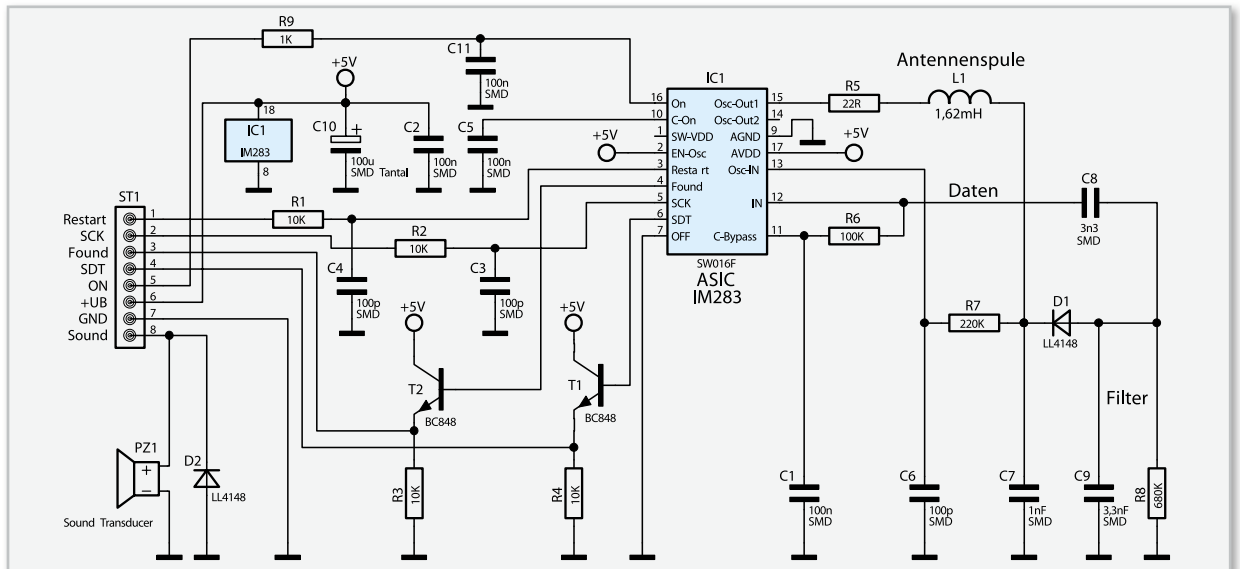 R9
1K
C11
100n
SMD
+5V
18
IC1
IM283
8
C10
+
100u
SMD Tantal
C2
100n
SMD
C5
100n
SMD
+5V
IC1
16 On
10 C-On
1 SW-VDD
2 EN-Osc
3 Resta rt
4 Found
5 SCK
6 SDT
7 OFF
Osc-Out1 15
Osc-Out2 14
AGND 9
AVDD 17
Osc-IN 13
IN 12
C-Bypass 11
SW016F
ASIC
IM283
R5
22R
Antennenspule
L1
1,62mH
+5V
Daten
C8
3n3
SMD
R6
100K
ST1
Restart 1
SCK 2
Found 3
SDT 4
ON 5
+UB 6
GND 7
Sound 8
R1
10K
R2
10K
C4
100p
SMD
C3
100p
SMD
+5V
T2
BC848
+5V
T1
BC848
R7
220K
D1
LL4148
Filter
PZ1
+
–
Sound Transducer
D2
LL4148
R3
10K
R4
10K
C1
100n
SMD
C6
100p
SMD
C7
1nF
SMD
C9
3,3nF
SMD
R8
680K